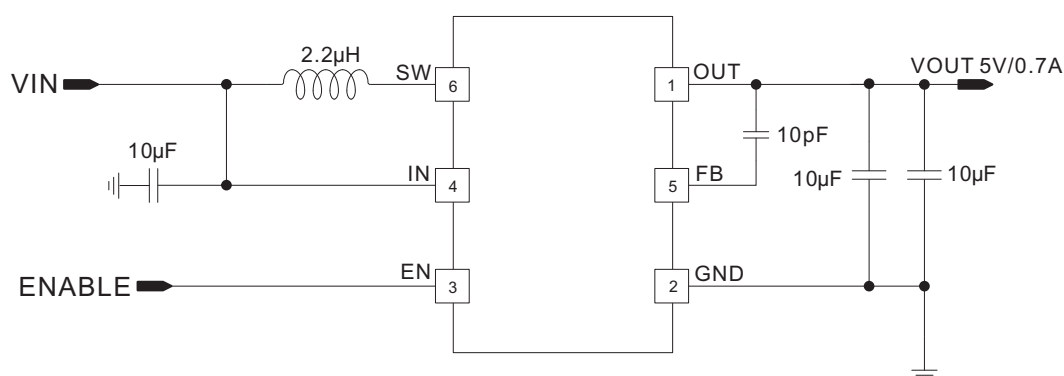 2.2μH
SW
6
1
OUT
VOUT 5V/0.7A
VIN
10μF
10pF
IN
4
5
FB
10μF
10μF
EN
3
2
GND
ENABLE